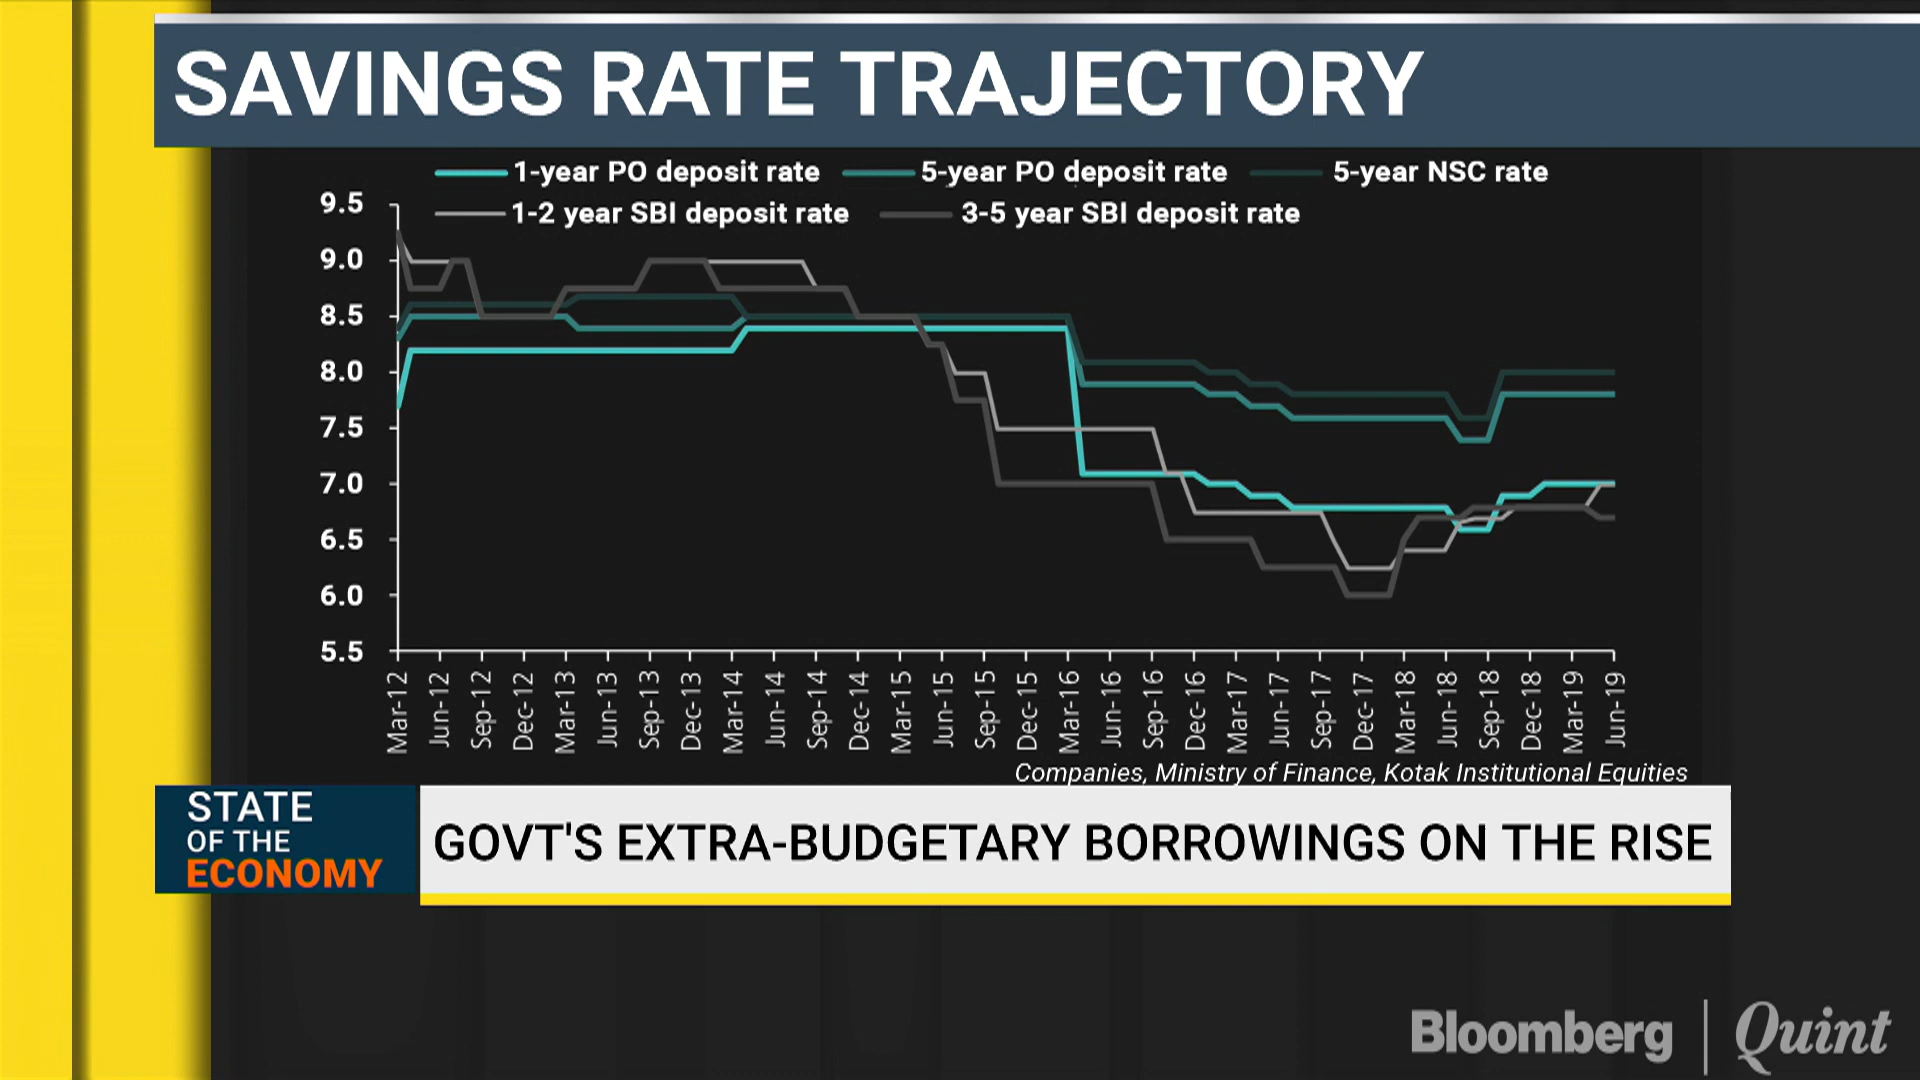 SAVINGS RATE TRAJECTORY
1-year PO deposit rate 5-year PO deposit rate 5-year NSC rate
1-2 year SBI deposit rate 3-5 year SBI deposit rate
9.5
9.0
8.5
8.0
7.5
7.0
6.5
6.0
5.5
Mar-12
Jun-12
Sep-12
Dec-12
Mar-13
Jun-13
Sep-13
Dec-13
Mar-14
Jun-14
Sep-14
Dec-14
Mar-15
Jun-15
Sep-15
Dec-15
Mar-16
Jun-16
Sep-16
Dec-16
Mar-17
Jun-17
Sep-17
Dec-17
Mar-18
Jun-18
Sep-18
Dec-18
Mar-19
Jun-19
Companies, Ministry of Finance, Kotak Institutional Equities
STATE
OF THE
ECONOMY
GOVT'S EXTRA-BUDGETARY BORROWINGS ON THE RISE
Bloomberg | Quint